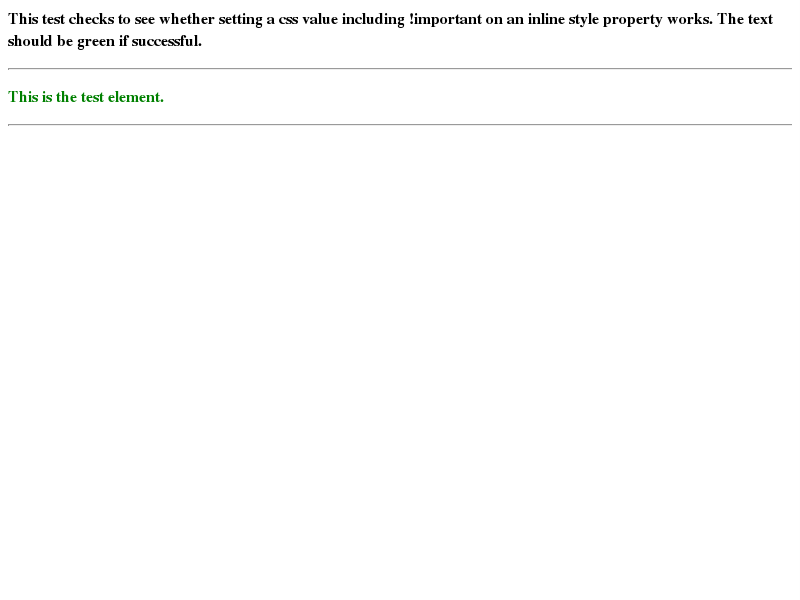 This test checks to see whether setting a css value including !important on an inline style property works. The text
should be green if successful.
This is the test element.